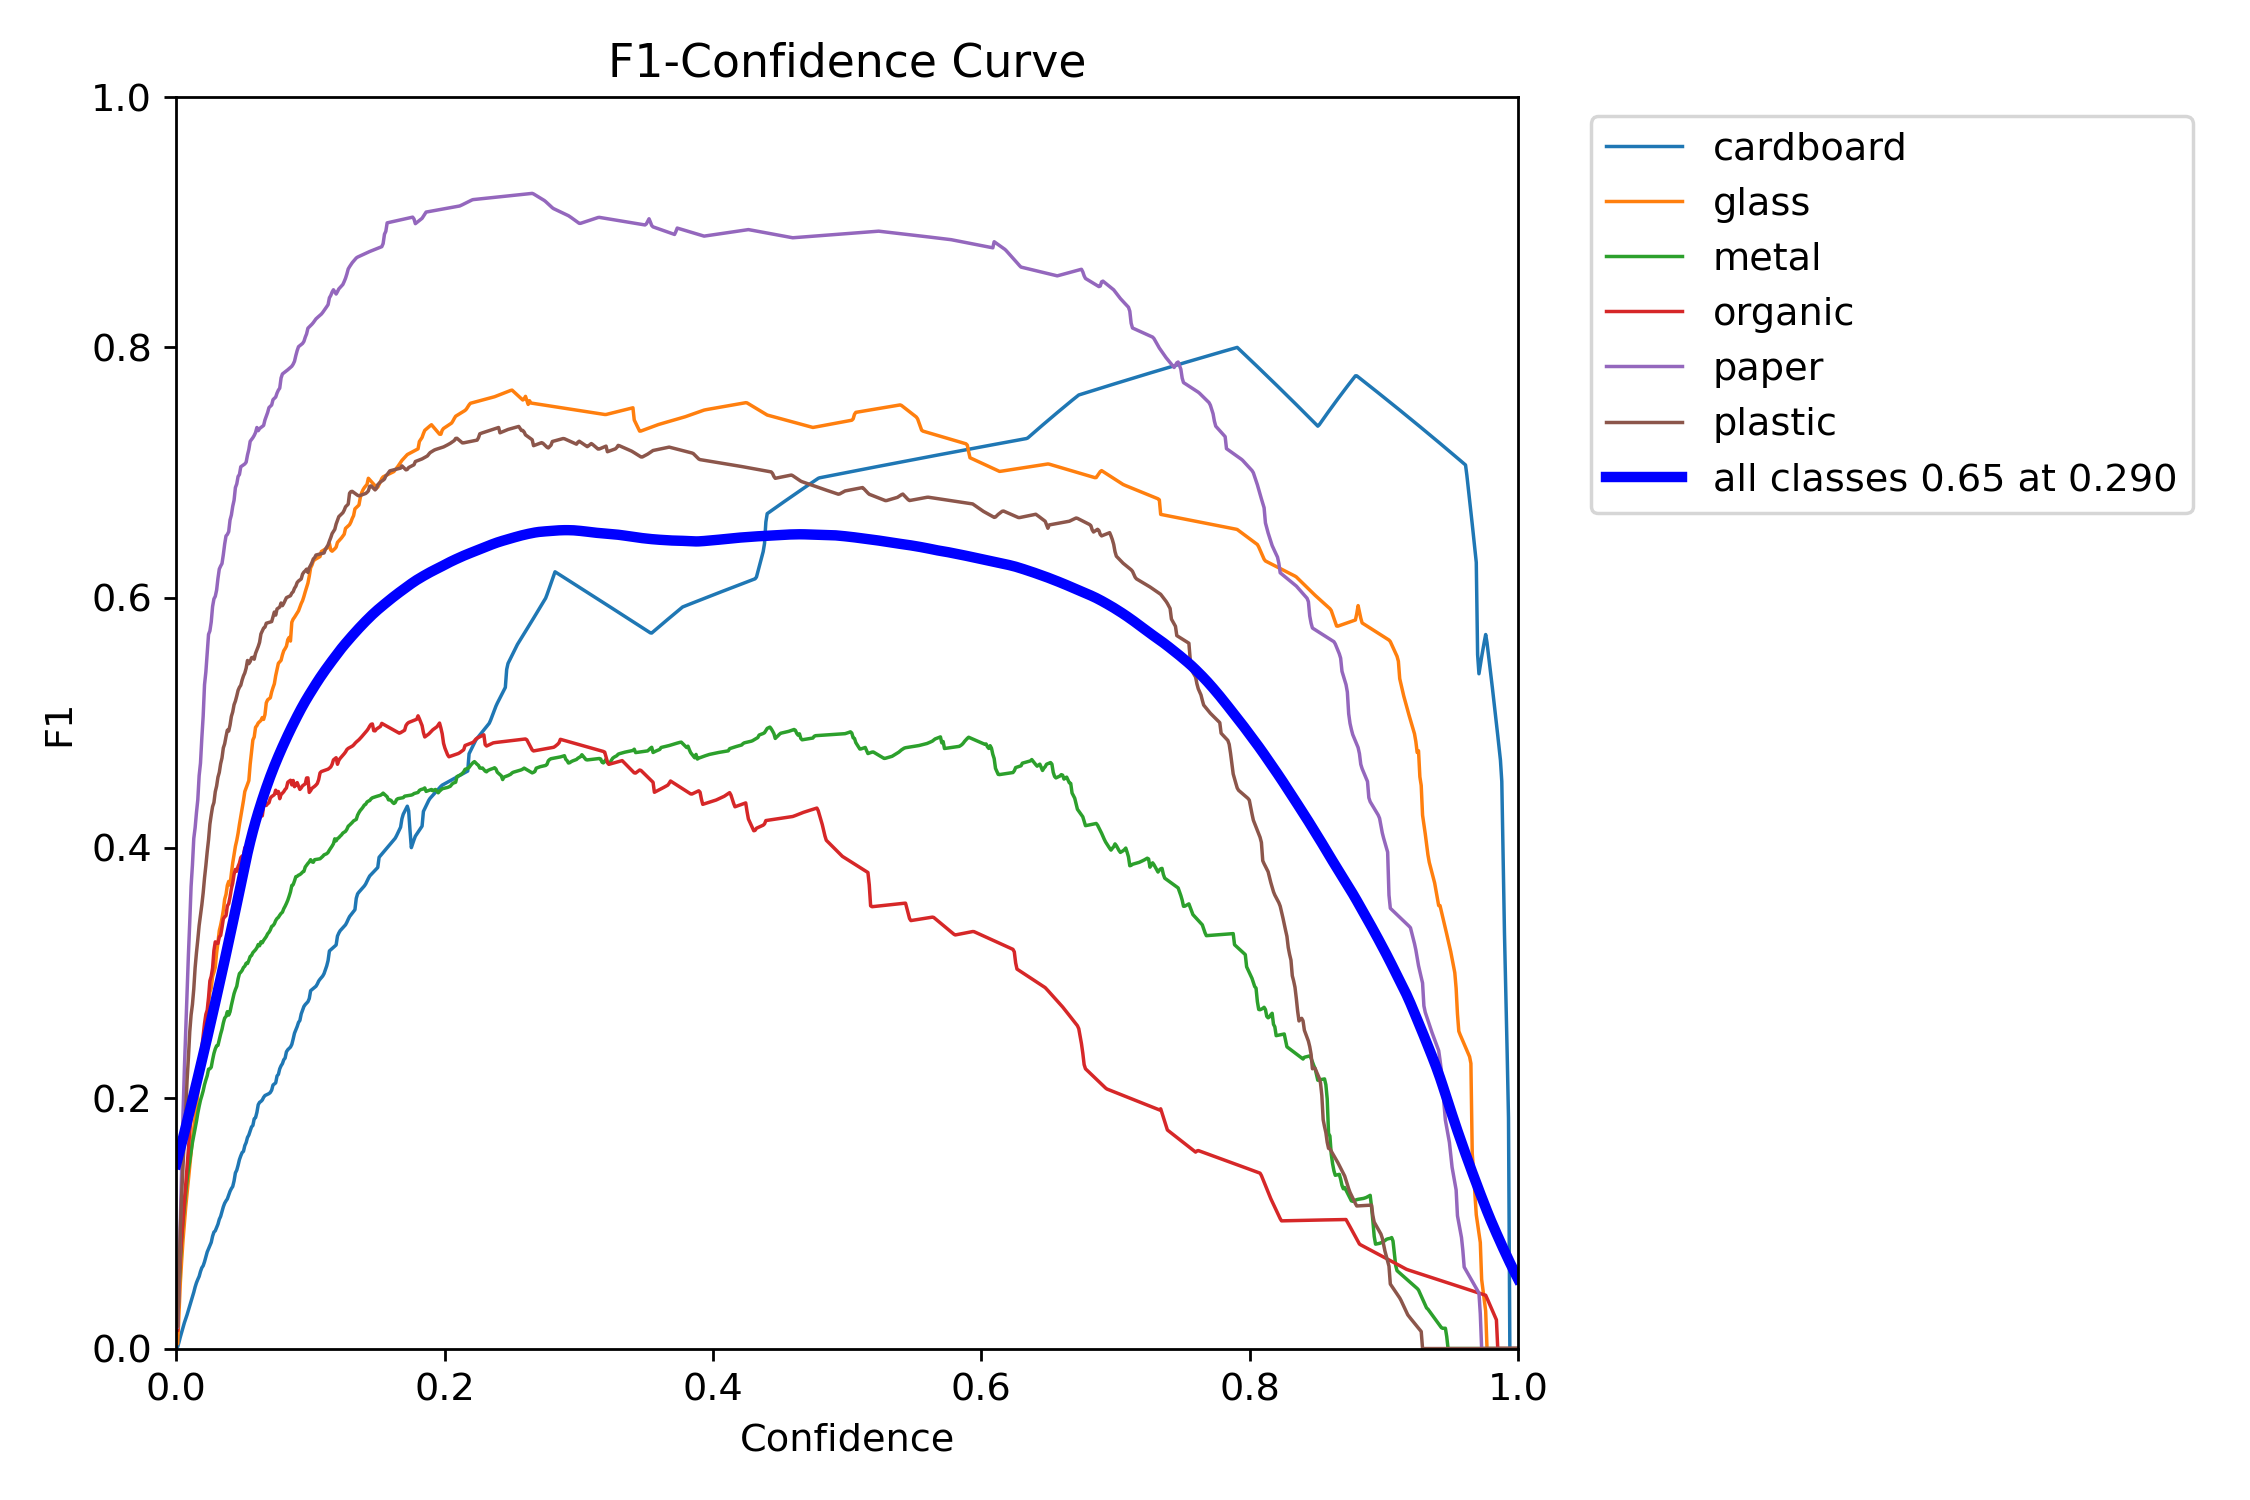 F1-Confidence Curve
1.0
0.8
0.6
0.4
0.2
0.0
F1
0.0 0.2 0.4 0.6 0.8 1.0
Confidence
cardboard
glass
metal
organic
paper
plastic
all classes 0.65 at 0.290